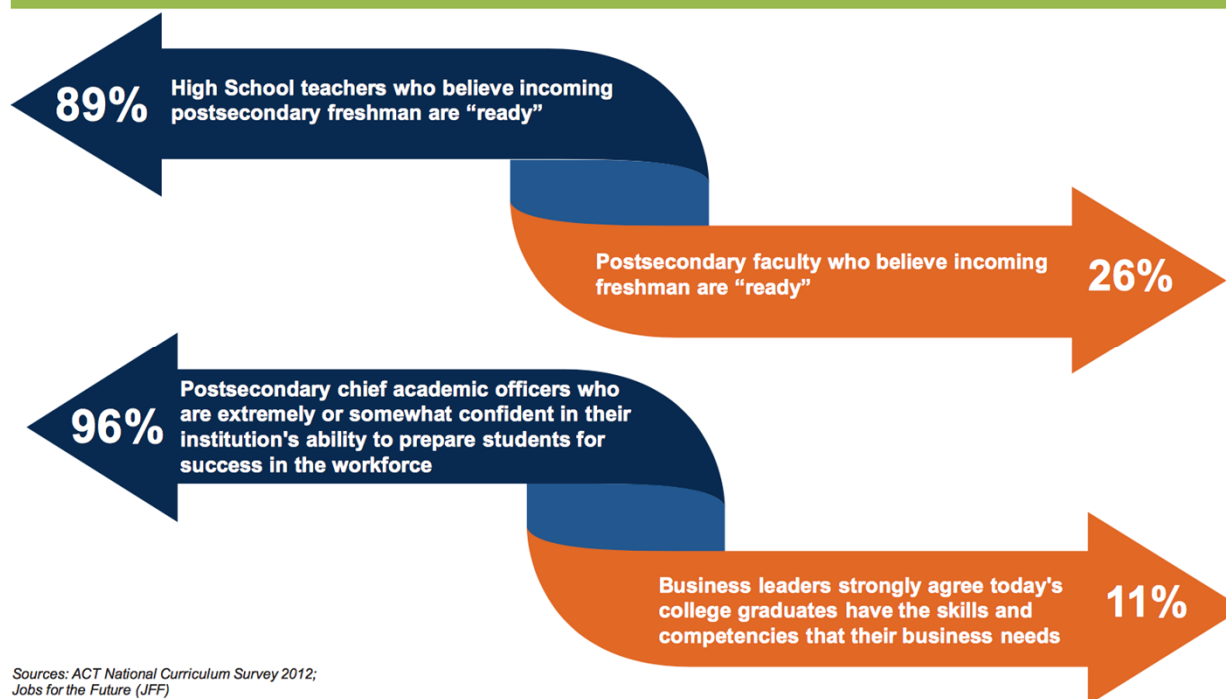 89%
High School teachers who believe incoming
postsecondary freshman are “ready”
Postsecondary faculty who believe incoming
freshman are “ready”
26%
96%
Postsecondary chief academic officers who
are extremely or somewhat confident in their
institution's ability to prepare students for
success in the workforce
Business leaders strongly agree today's
college graduates have the skills and
competencies that their business needs
11%
Sources: ACT National Curriculum Survey 2012;
Jobs for the Future (JFF)